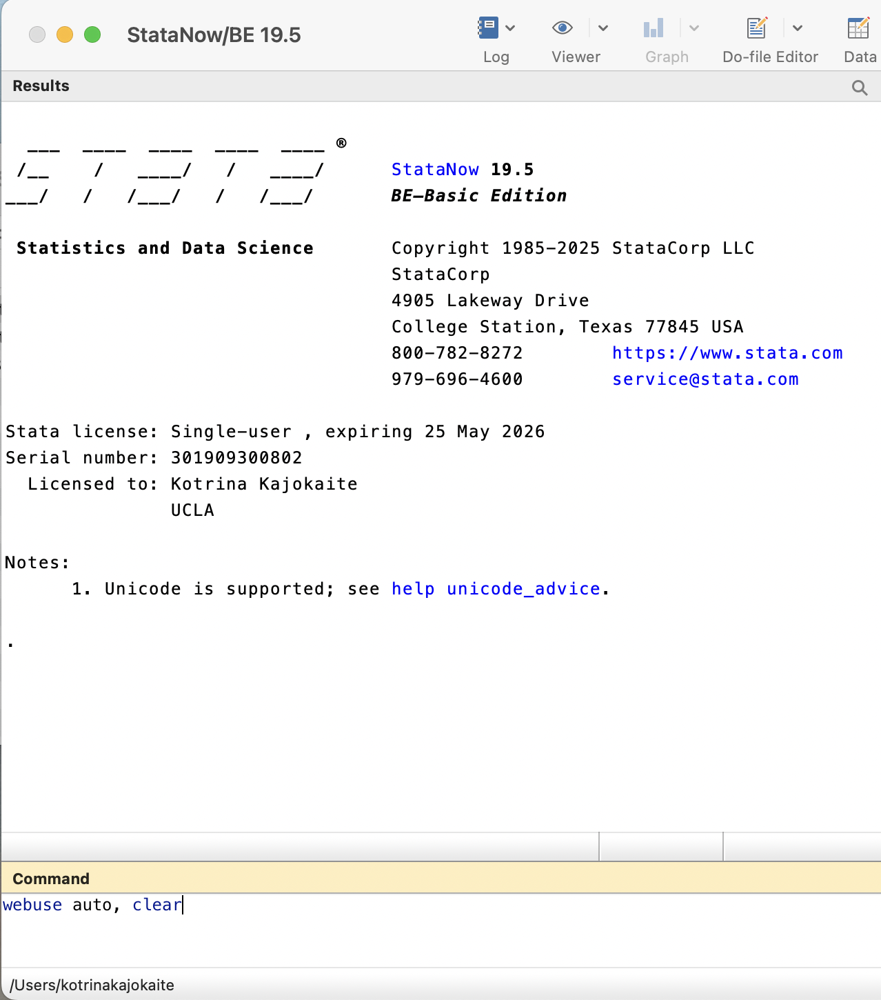 StataNow/BE 19.5
Log
Viewer
Graph
Do-file Editor
Data
Results
___  ____  ____  ____  ____ ®
/__    /   ____/   /   ____/      StataNow 19.5
___/   /   /___/   /   /___/       BE—Basic Edition
Statistics and Data Science       Copyright 1985-2025 StataCorp LLC
StataCorp
4905 Lakeway Drive
College Station, Texas 77845 USA
800-782-8272        https://www.stata.com
979-696-4600        service@stata.com
Stata license: Single-user , expiring 25 May 2026
Serial number: 301909300802
Licensed to: Kotrina Kajokaite
UCLA
Notes:
1. Unicode is supported; see help unicode_advice.
.
Command
webuse auto, clear
/Users/kotrinakajokaite